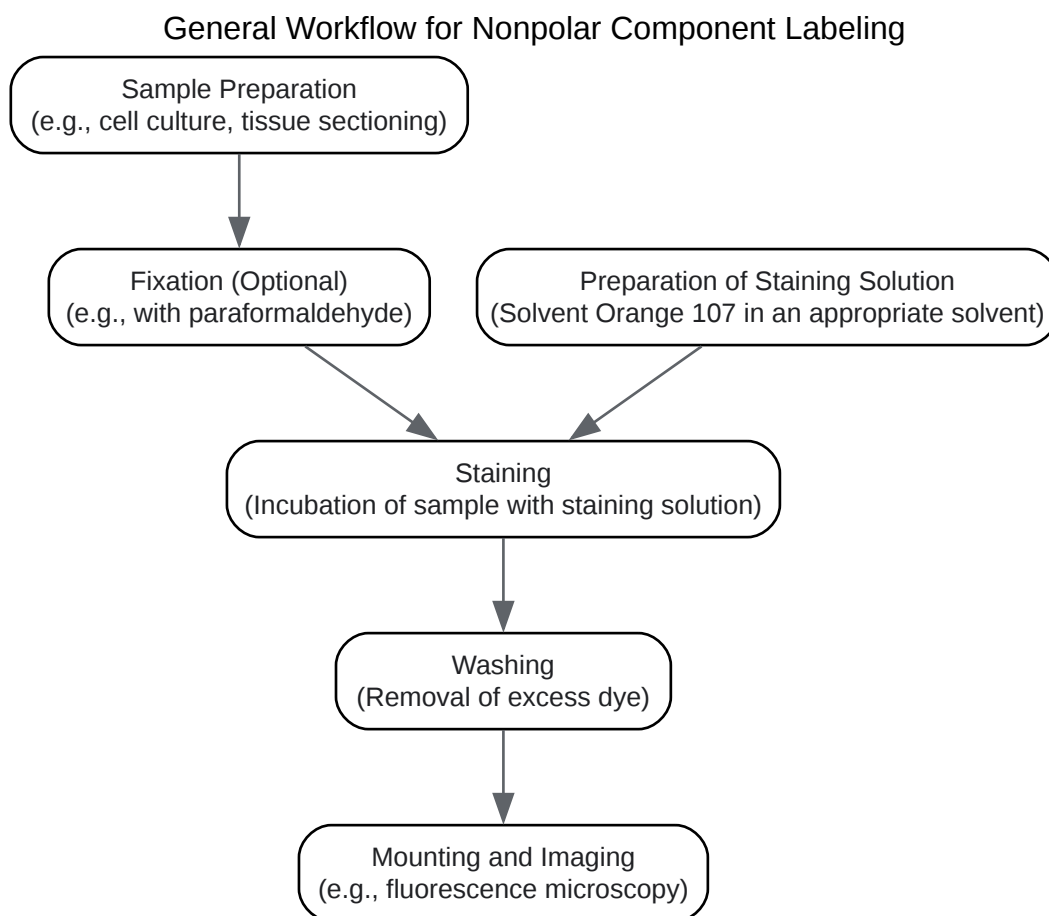 General Workflow for Nonpolar Component Labeling
Sample Preparation
(e.g., cell culture, tissue sectioning)
Fixation (Optional)
(e.g., with paraformaldehyde)
Preparation of Staining Solution
(Solvent Orange 107 in an appropriate solvent)
Staining
(Incubation of sample with staining solution)
Washing
(Removal of excess dye)
Mounting and Imaging
(e.g., fluorescence microscopy)